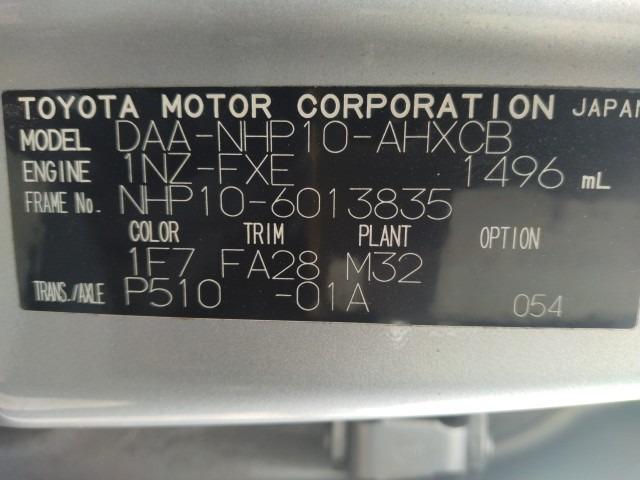 TOYOTA MOTOR CORPORATION JAPAN
MODEL DAA-NHP10-AHXCB
ENGINE 1NZ-FXE 1496 mL
FRAME No. NHP10-6013835
COLOR TRIM PLANT OPTION
1F7 FA28 M32
TRANS./AXLE P510 -01A 054